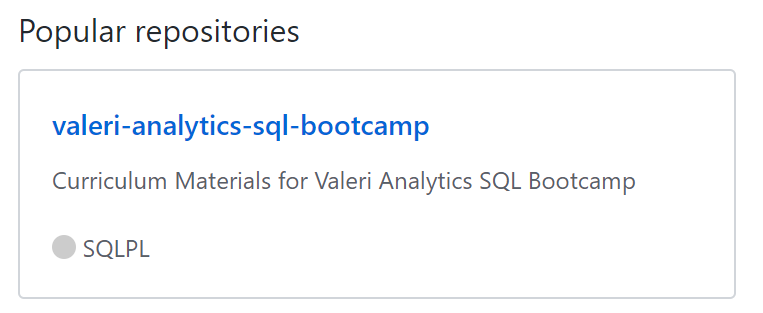 Popular repositories
valeri-analytics-sql-bootcamp
Curriculum Materials for Valeri Analytics SQL Bootcamp
SQLPL